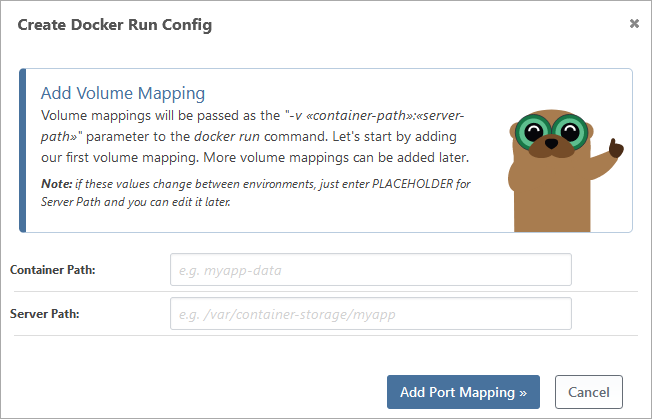 Create Docker Run Config
×
Add Volume Mapping
Volume mappings will be passed as the "-v «container-path»:«server-
path»" parameter to the docker run command. Let's start by adding
our first volume mapping. More volume mappings can be added later.
Note: if these values change between environments, just enter PLACEHOLDER for
Server Path and you can edit it later.
Container Path:
e.g. myapp-data
Server Path:
e.g. /var/container-storage/myapp
Add Port Mapping »
Cancel